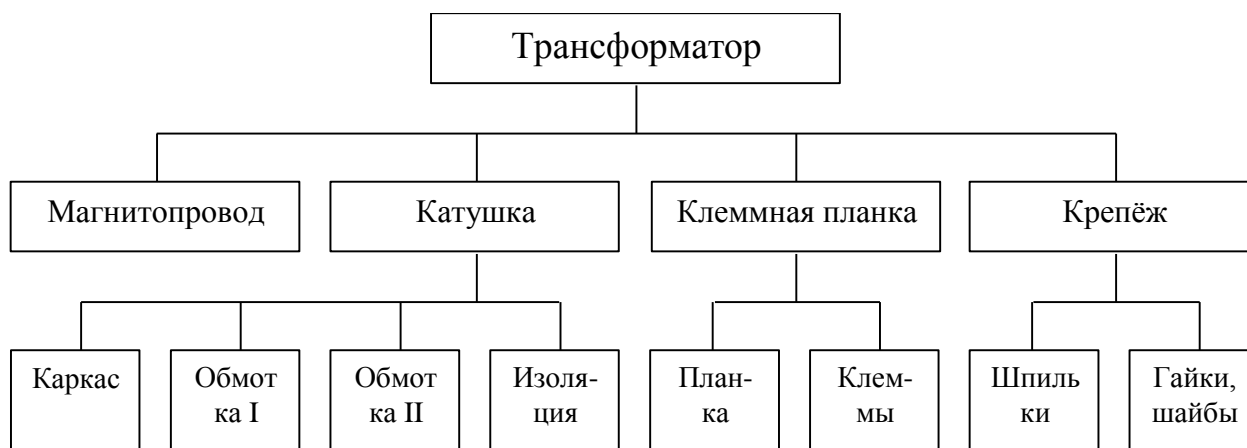 Трансформатор
Магнитопровод
Катушка
Клеммная планка
Крепёж
Каркас
Обмот
ка I
Обмот
ка II
Изоля-
ция
План-
ка
Клем-
мы
Шпиль
ки
Гайки,
шайбы